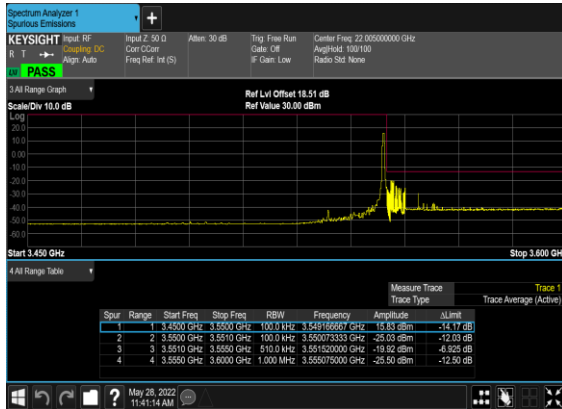 Spectrum Analyzer 1
Spurious Emissions
KEYSIGHT Input: RF Input Z: 50 Ω Atten: 30 dB Trig: Free Run Center Freq: 22.005000000 GHz
R T Coupling: DC Corr CCorr Gate: Off Avg|Hold: 100/100
Align: Auto Freq Ref: Int (S) IF Gain: Low Radio Std: None
LV PASS
3 All Range Graph
Ref Lvl Offset 18.51 dB
Scale/Div 10.0 dB Ref Value 30.00 dBm
Log
20.0
10.0
0.00
-10.0
-20.0
-30.0
-40.0
-50.0
-60.0
Start 3.450 GHz Stop 3.600 GH
4 All Range Table
Measure Trace Trace 1
Trace Type Trace Average (Active)
Spur Range Start Freq Stop Freq RBW Frequency Amplitude ΔLimit
1 1 3.4500 GHz 3.5500 GHz 100.0 kHz 3.549166667 GHz 15.83 dBm -14.17 dB
2 2 3.5500 GHz 3.5510 GHz 100.0 kHz 3.550073333 GHz -25.03 dBm -12.03 dB
3 3 3.5510 GHz 3.5550 GHz 510.0 kHz 3.551520000 GHz -19.92 dBm -6.925 dB
4 4 3.5550 GHz 3.6000 GHz 1.000 MHz 3.555075000 GHz -25.50 dBm -12.50 dB
? May 28, 2022
11:41:14 AM